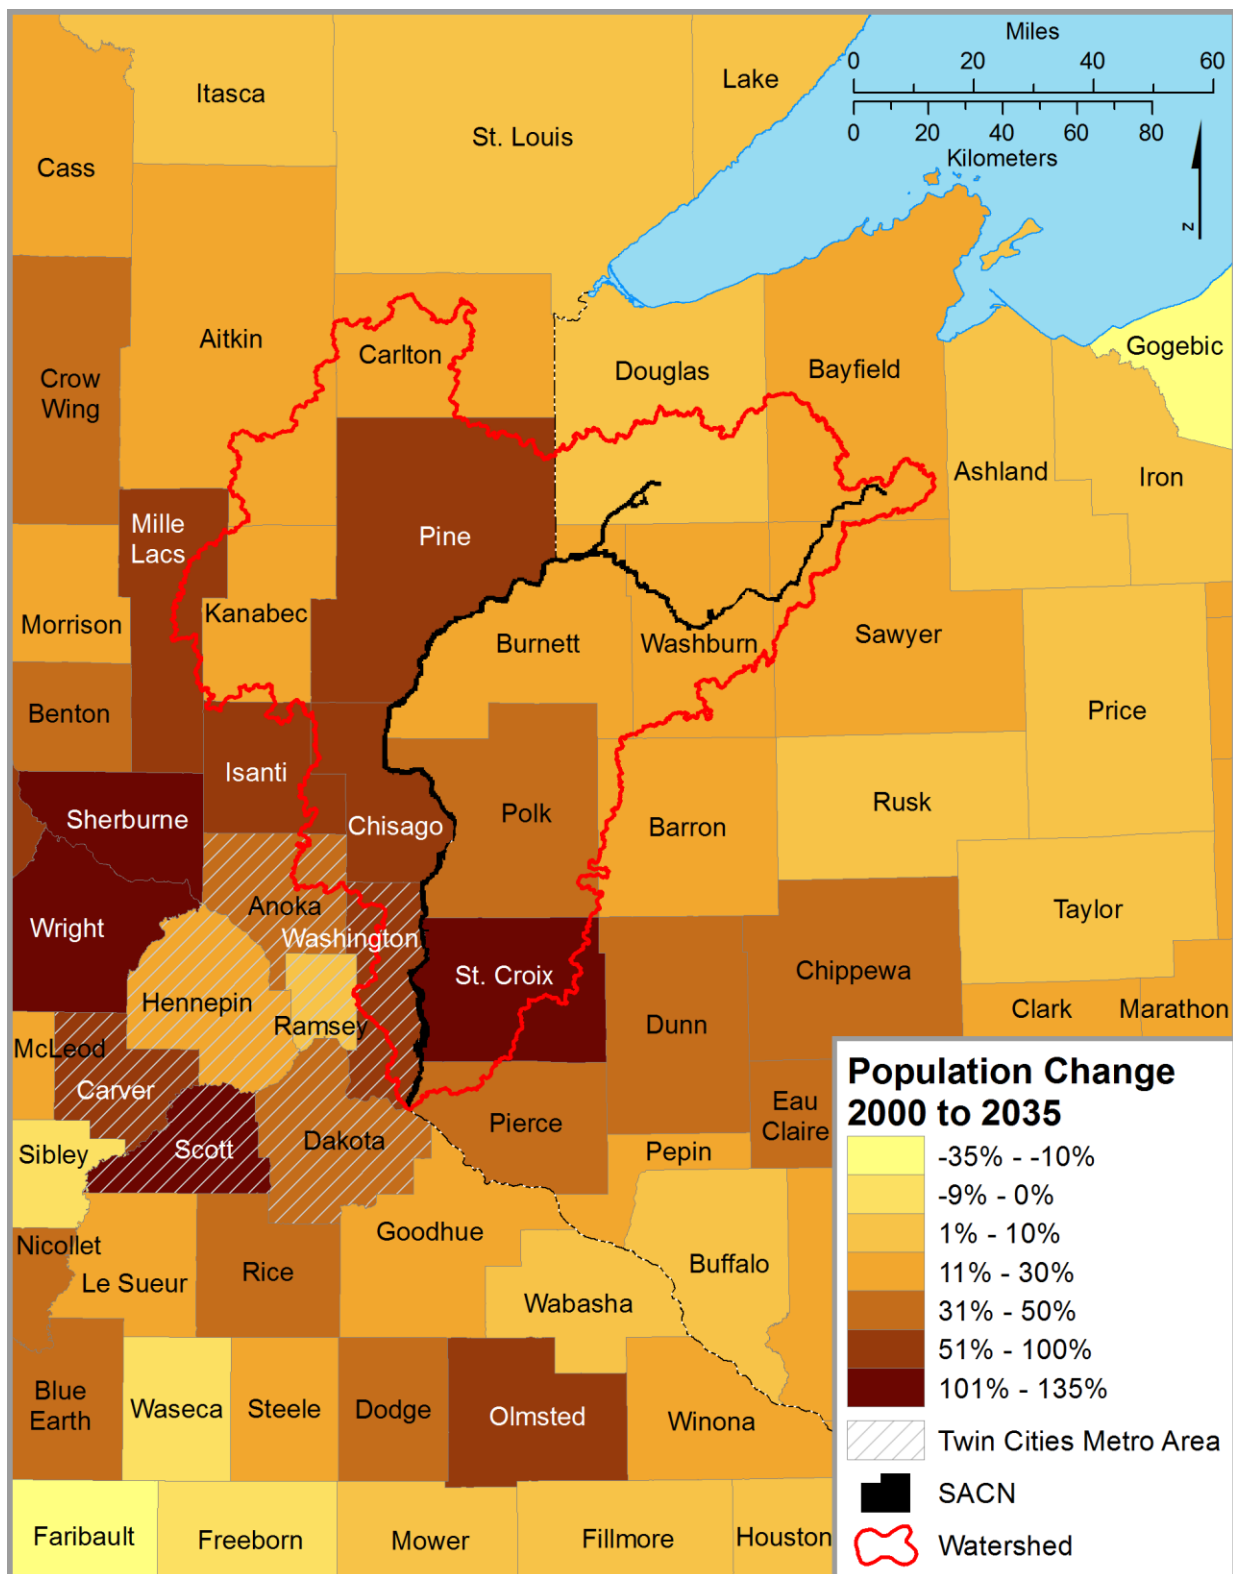 Miles
0 20 40 60
0 20 40 60 80
Kilometers
N
Lake
Itasca
St. Louis
Cass
Aitkin
Carlton
Douglas
Bayfield
Gogebic
Crow
Wing
Ashland
Iron
Mille
Lacs
Pine
Kanabec
Morrison
Burnett
Washburn
Sawyer
Benton
Price
Isanti
Sherburne
Chisago
Polk
Barron
Rusk
Wright
Anoka
Washington
St. Croix
Taylor
Hennepin
Ramsey
Dunn
Chippewa
Clark
Marathon
McLeod
Carver
Scott
Dakota
Pierce
Eau
Claire
Pepin
Sibley
Nicollet
Le Sueur
Rice
Goodhue
Buffalo
Wabasha
Blue
Earth
Waseca
Steele
Dodge
Olmsted
Winona
Faribault
Freeborn
Mower
Fillmore
Houston
Population Change
2000 to 2035
-35% - -10%
-9% - 0%
1% - 10%
11% - 30%
31% - 50%
51% - 100%
101% - 135%
Twin Cities Metro Area
SACN
Watershed